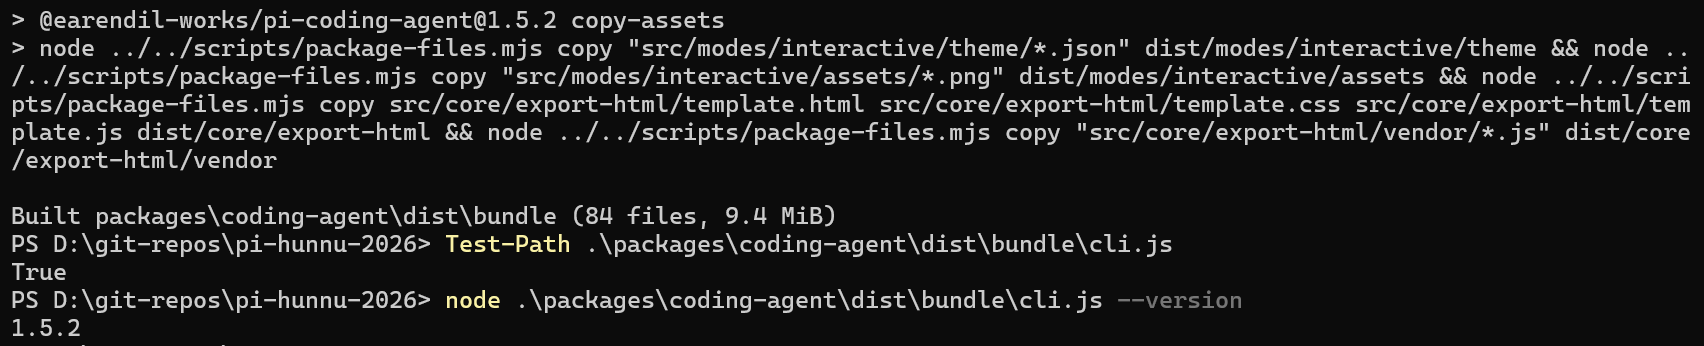 > @earendil-works/pi-coding-agent@1.5.2 copy-assets
> node ../../scripts/package-files.mjs copy "src/modes/interactive/theme/*.json" dist/modes/interactive/theme && node ..
/../scripts/package-files.mjs copy "src/modes/interactive/assets/*.png" dist/modes/interactive/assets && node ../../scri
pts/package-files.mjs copy src/core/export-html/template.html src/core/export-html/template.css src/core/export-html/tem
plate.js dist/core/export-html && node ../../scripts/package-files.mjs copy "src/core/export-html/vendor/*.js" dist/core
/export-html/vendor
Built packages\coding-agent\dist\bundle (84 files, 9.4 MiB)
PS D:\git-repos\pi-hunnu-2026> Test-Path .\packages\coding-agent\dist\bundle\cli.js
True
PS D:\git-repos\pi-hunnu-2026> node .\packages\coding-agent\dist\bundle\cli.js --version
1.5.2